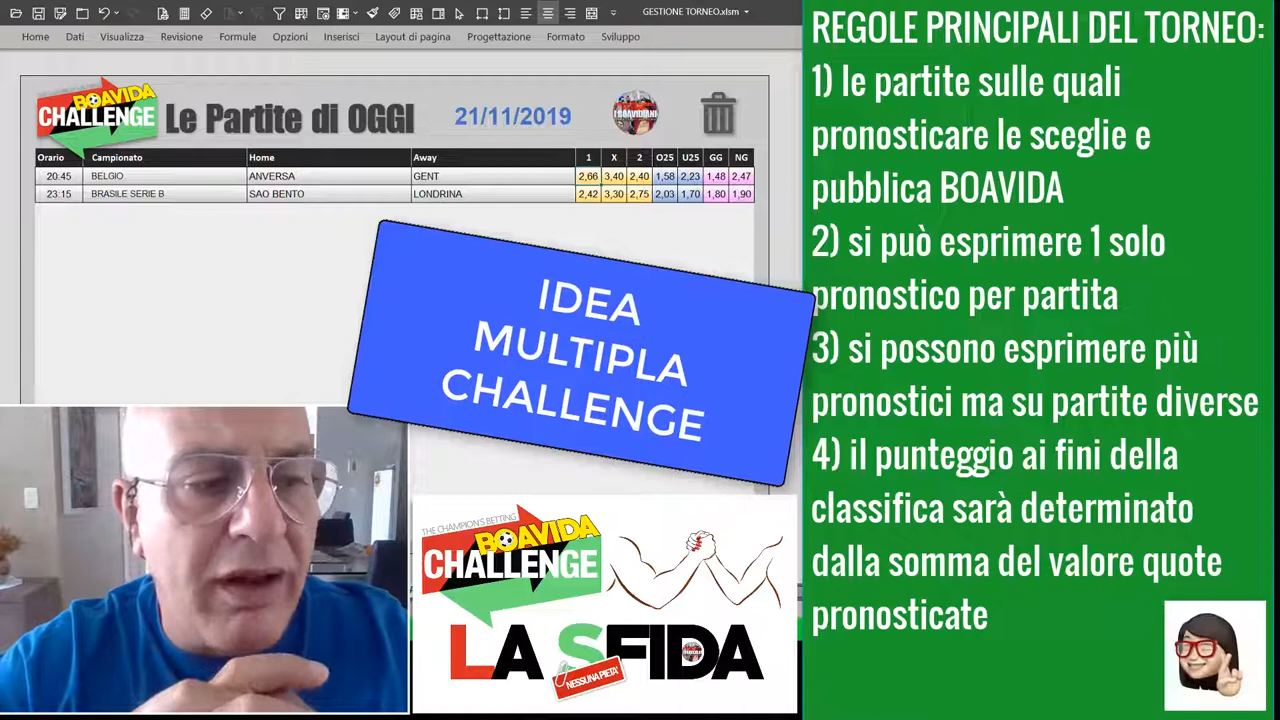 GESTIONE TORNEO.xlsm
Home Dati Visualizza Revisione Formule Opzioni Inserisci Layout di pagina Progettazione Formato Sviluppo
BOAVIDA
CHALLENGE
Le Partite di OGGI
21/11/2019
I BOAVIDIANI
Orario Campionato Home Away 1 X 2 O25 U25 GG NG
20:45 BELGIO ANVERSA GENT 2,66 3,40 2,40 1,58 2,23 1,48 2,47
23:15 BRASILE SERIE B SAO BENTO LONDRINA 2,42 3,30 2,75 2,03 1,70 1,80 1,90
IDEA
MULTIPLA
CHALLENGE
THE CHAMPION'S BETTING
BOAVIDA
CHALLENGE
LA SFIDA
NESSUNA PIETA'
REGOLE PRINCIPALI DEL TORNEO:
1) le partite sulle quali
pronosticare le sceglie e
pubblica BOAVIDA
2) si può esprimere 1 solo
pronostico per partita
3) si possono esprimere più
pronostici ma su partite diverse
4) il punteggio ai fini della
classifica sarà determinato
dalla somma del valore quote
pronosticate